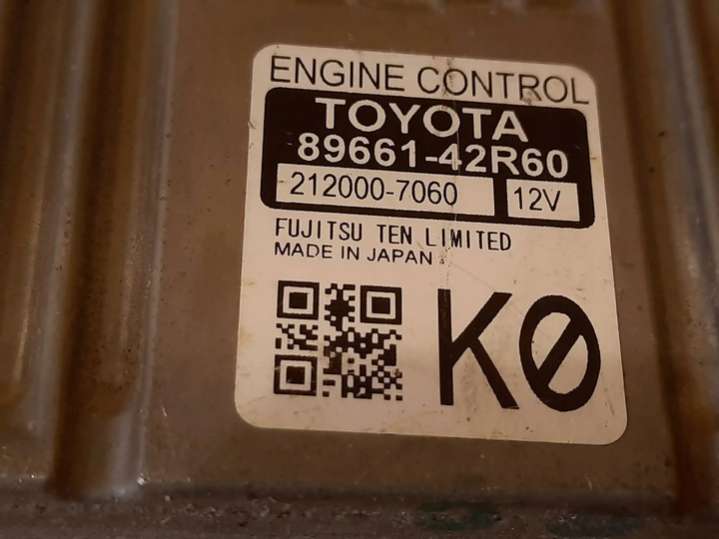 ENGINE CONTROL
TOYOTA
89661-42R60
212000-7060 12V
FUJITSU TEN LIMITED
MADE IN JAPAN
K0